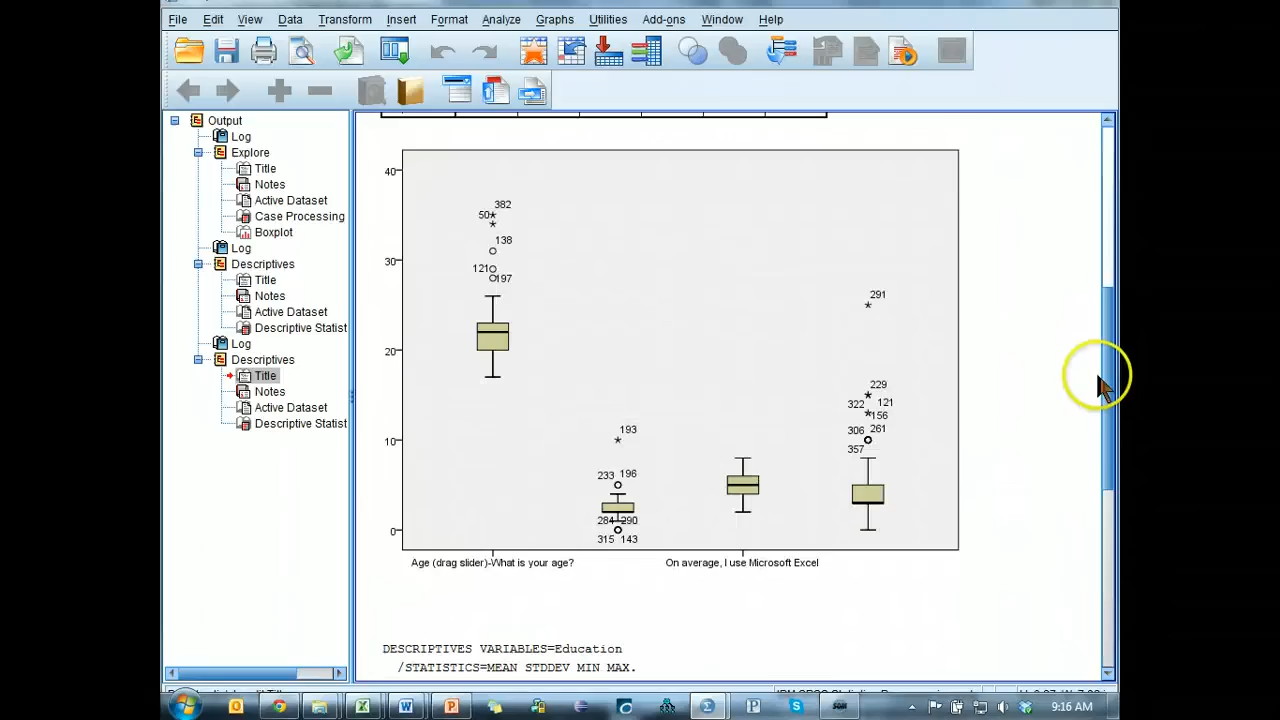 File Edit View Data Transform Insert Format Analyze Graphs Utilities Add-ons Window Help
Output
Log
Explore
Title
Notes
Active Dataset
Case Processing
Boxplot
Log
Descriptives
Title
Notes
Active Dataset
Descriptive Statist
Log
Descriptives
Title
Notes
Active Dataset
Descriptive Statist
40
30
20
10
0
382
50
138
121
197
193
233 196
284 290
315 143
291
229
322 121
156
306 261
357
Age (drag slider)-What is your age?
On average, I use Microsoft Excel
DESCRIPTIVES VARIABLES=Education
/STATISTICS=MEAN STDDEV MIN MAX.
9:16 AM